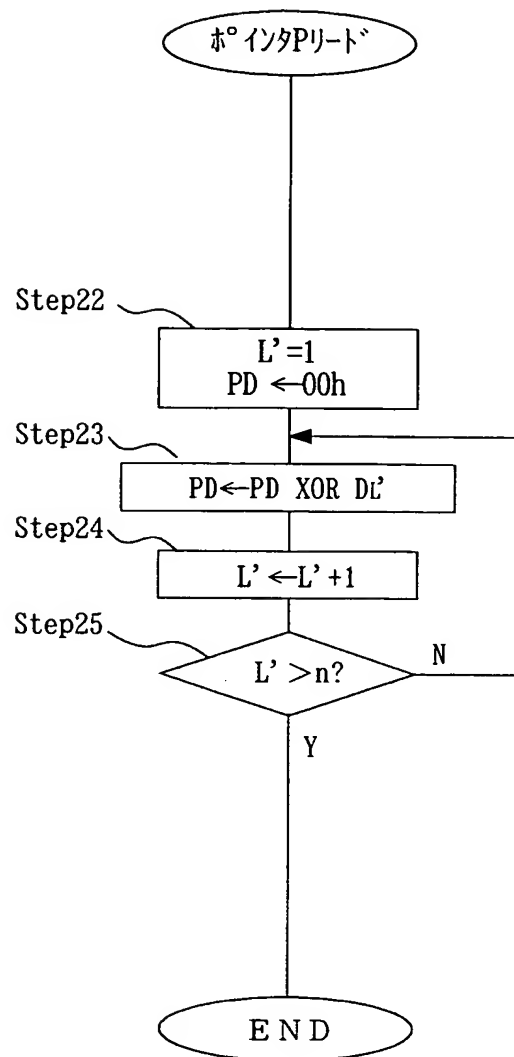 ﾎﾟｲﾝﾀPﾘｰﾄﾞ
Step22
L'=1
PD ←00h
Step23
PD←PD XOR DL'
Step24
L'←L'+1
Step25
L'＞n?
N
Y
END